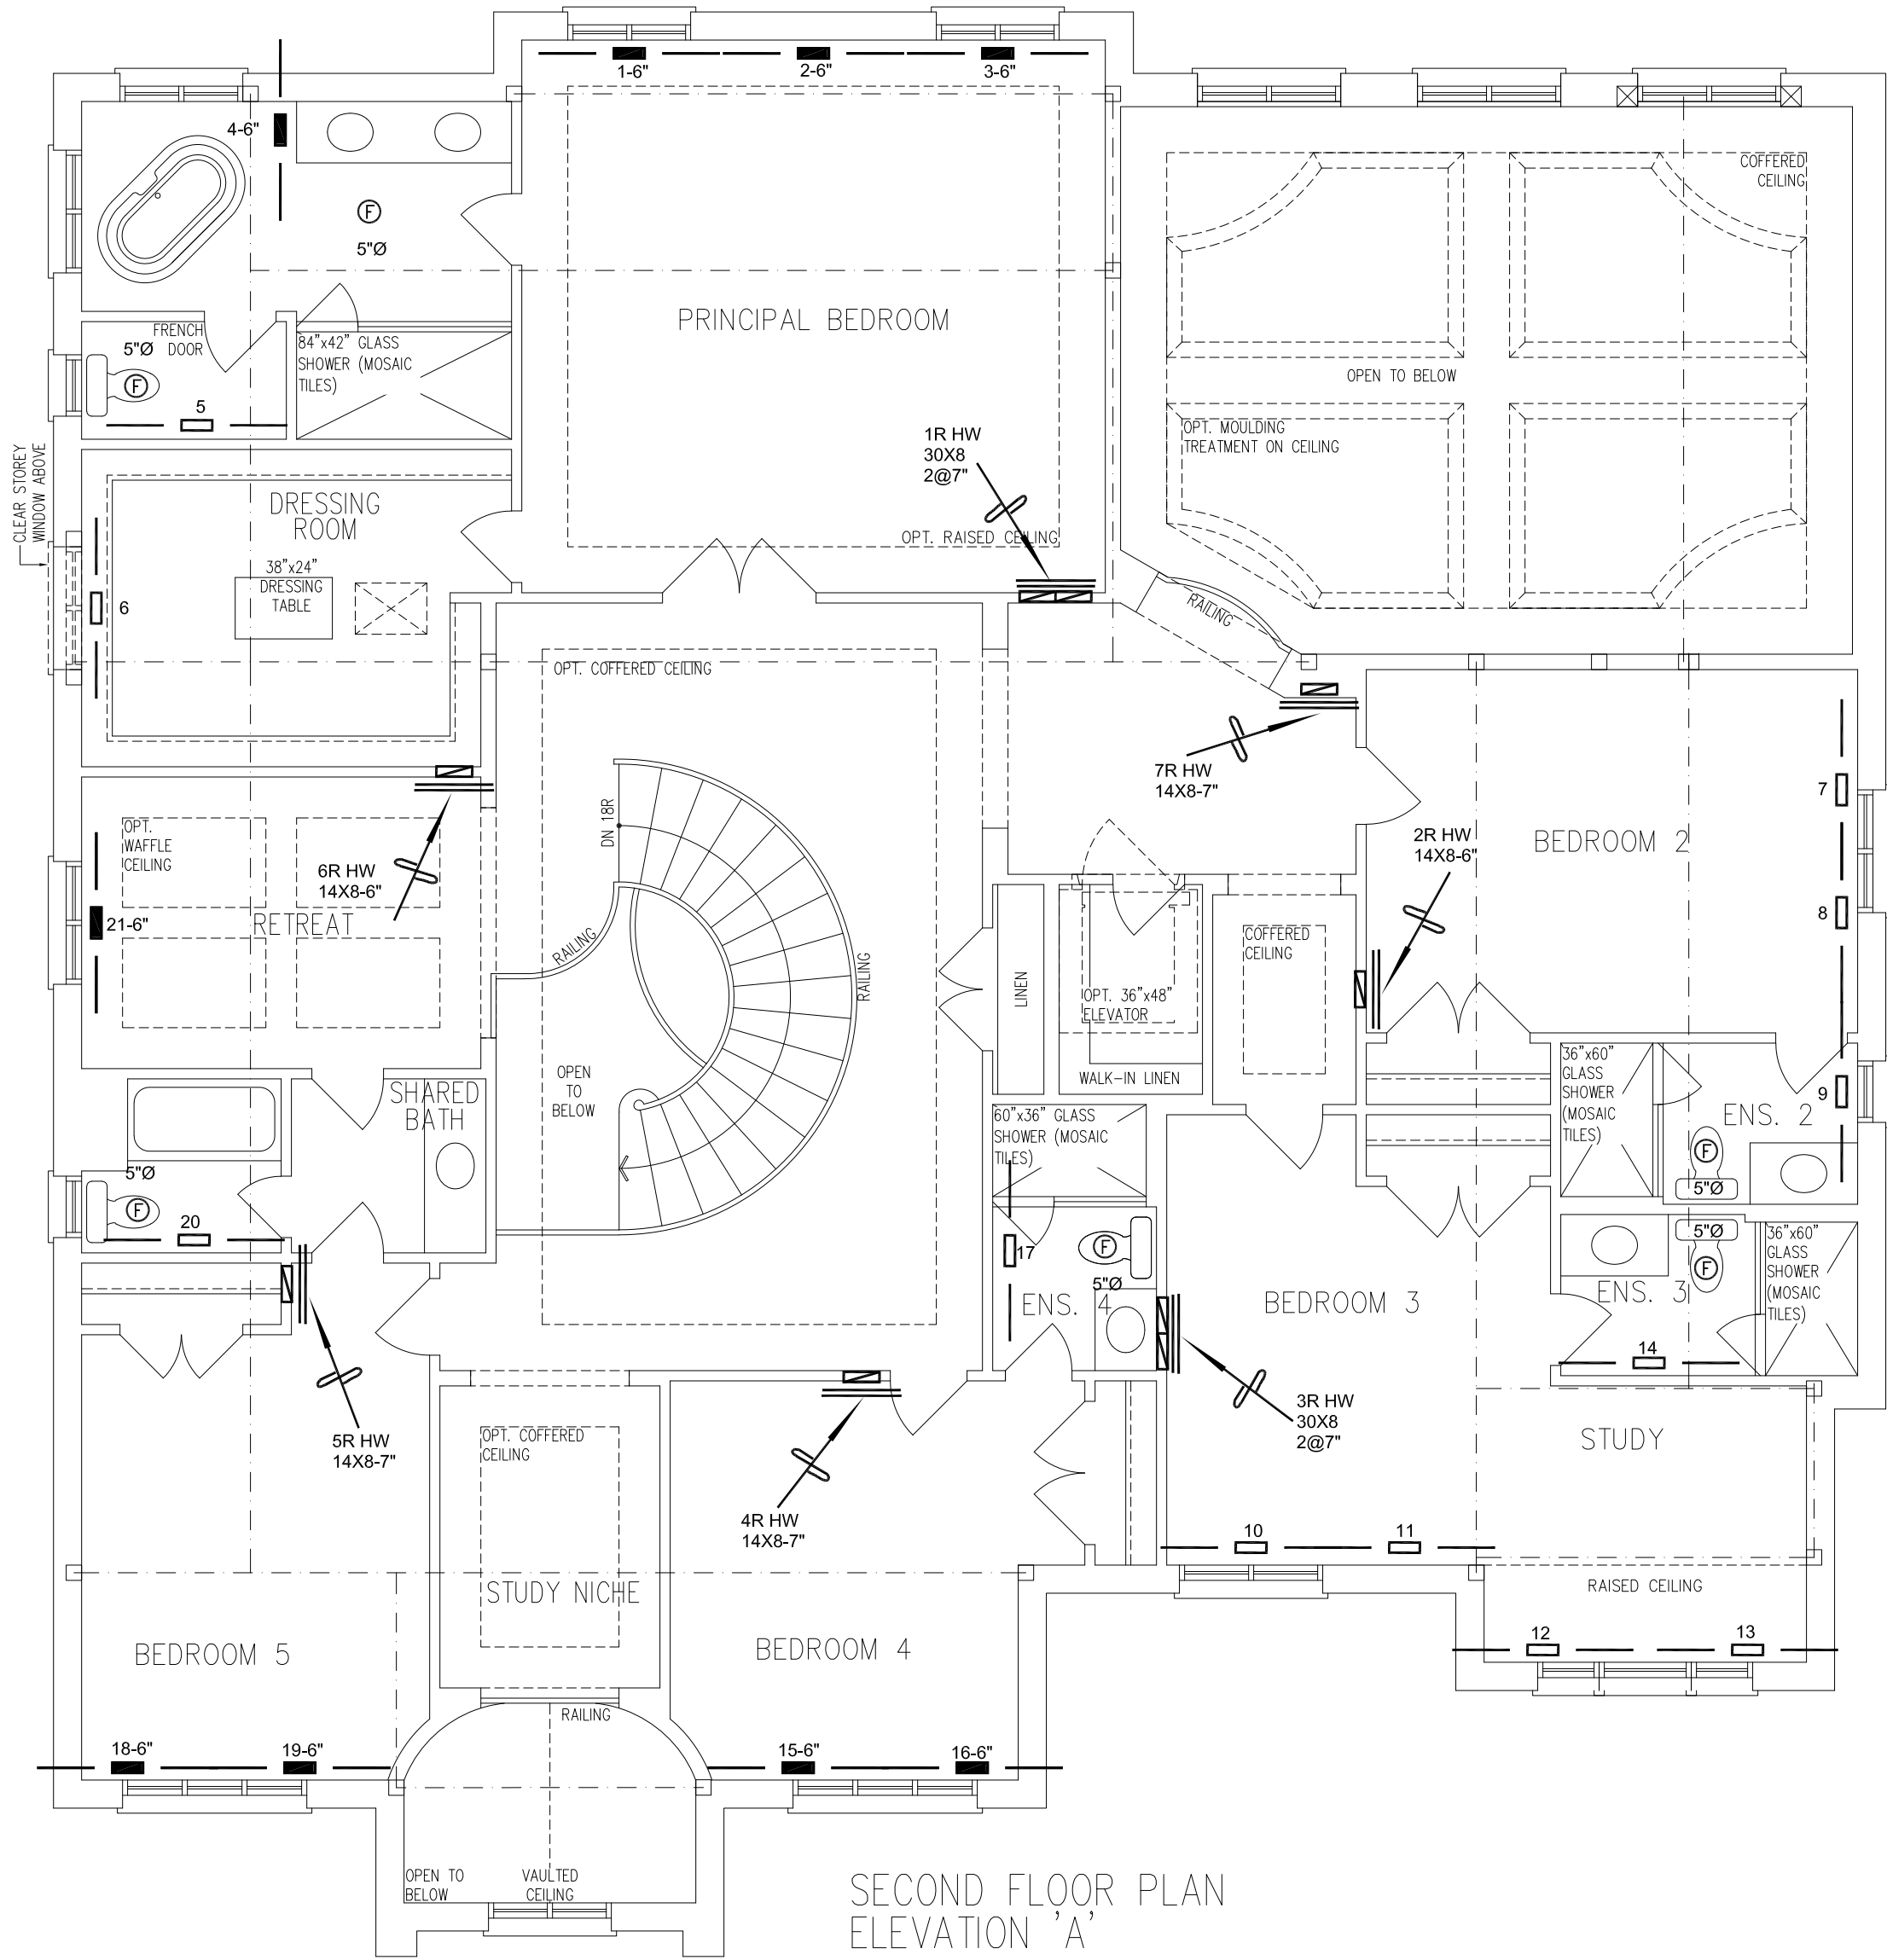 1-6"
2-6"
3-6"
4-6"
Ⓕ
5"Ø
COFFERED
CEILING
PRINCIPAL BEDROOM
FRENCH
DOOR
5"Ø
Ⓕ
5
84"x42" GLASS
SHOWER (MOSAIC
TILES)
OPEN TO BELOW
OPT. MOULDING
TREATMENT ON CEILING
1R HW
30X8
2@7"
OPT. RAISED CEILING
CLEAR STOREY
WINDOW ABOVE
DRESSING
ROOM
38"x24"
DRESSING
TABLE
6
RAILING
OPT. COFFERED CEILING
7R HW
14X8-7"
DN 18R
OPT.
WAFFLE
CEILING
6R HW
14X8-6"
21-6"
RETREAT
RAILING
RAILING
BEDROOM 2
7
8
2R HW
14X8-6"
COFFERED
CEILING
LINEN
OPT. 36"x48"
ELEVATOR
WALK-IN LINEN
OPEN
TO
BELOW
SHARED
BATH
5"Ø
Ⓕ
20
60"x36" GLASS
SHOWER (MOSAIC
TILES)
36"x60"
GLASS
SHOWER
(MOSAIC
TILES)
ENS. 2
9
Ⓕ
5"Ø
17
Ⓕ
5"Ø
ENS. 4
BEDROOM 3
5"Ø
Ⓕ
ENS. 3
36"x60"
GLASS
SHOWER
(MOSAIC
TILES)
14
3R HW
30X8
2@7"
STUDY
5R HW
14X8-7"
OPT. COFFERED
CEILING
4R HW
14X8-7"
10
11
RAISED CEILING
12
13
STUDY NICHE
BEDROOM 5
BEDROOM 4
RAILING
18-6"
19-6"
15-6"
16-6"
OPEN TO
BELOW
VAULTED
CEILING
SECOND FLOOR PLAN
ELEVATION 'A'